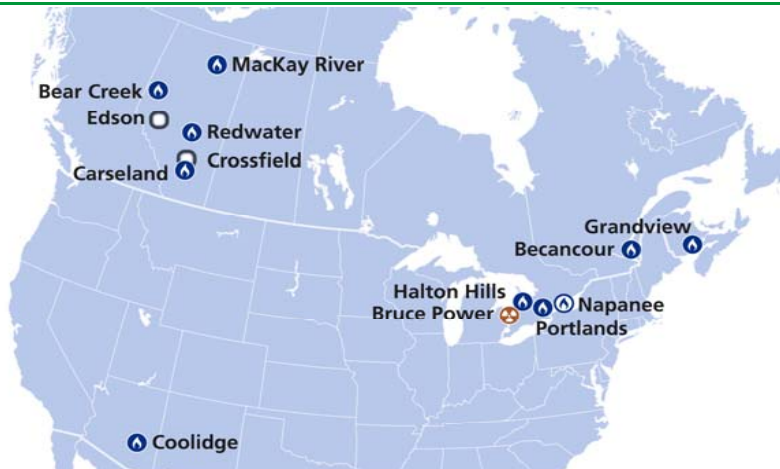 MacKay River
Bear Creek
Edson
Redwater
Crossfield
Carseland
Grandview
Becancour
Halton Hills
Bruce Power
Napanee
Portlands
Coolidge